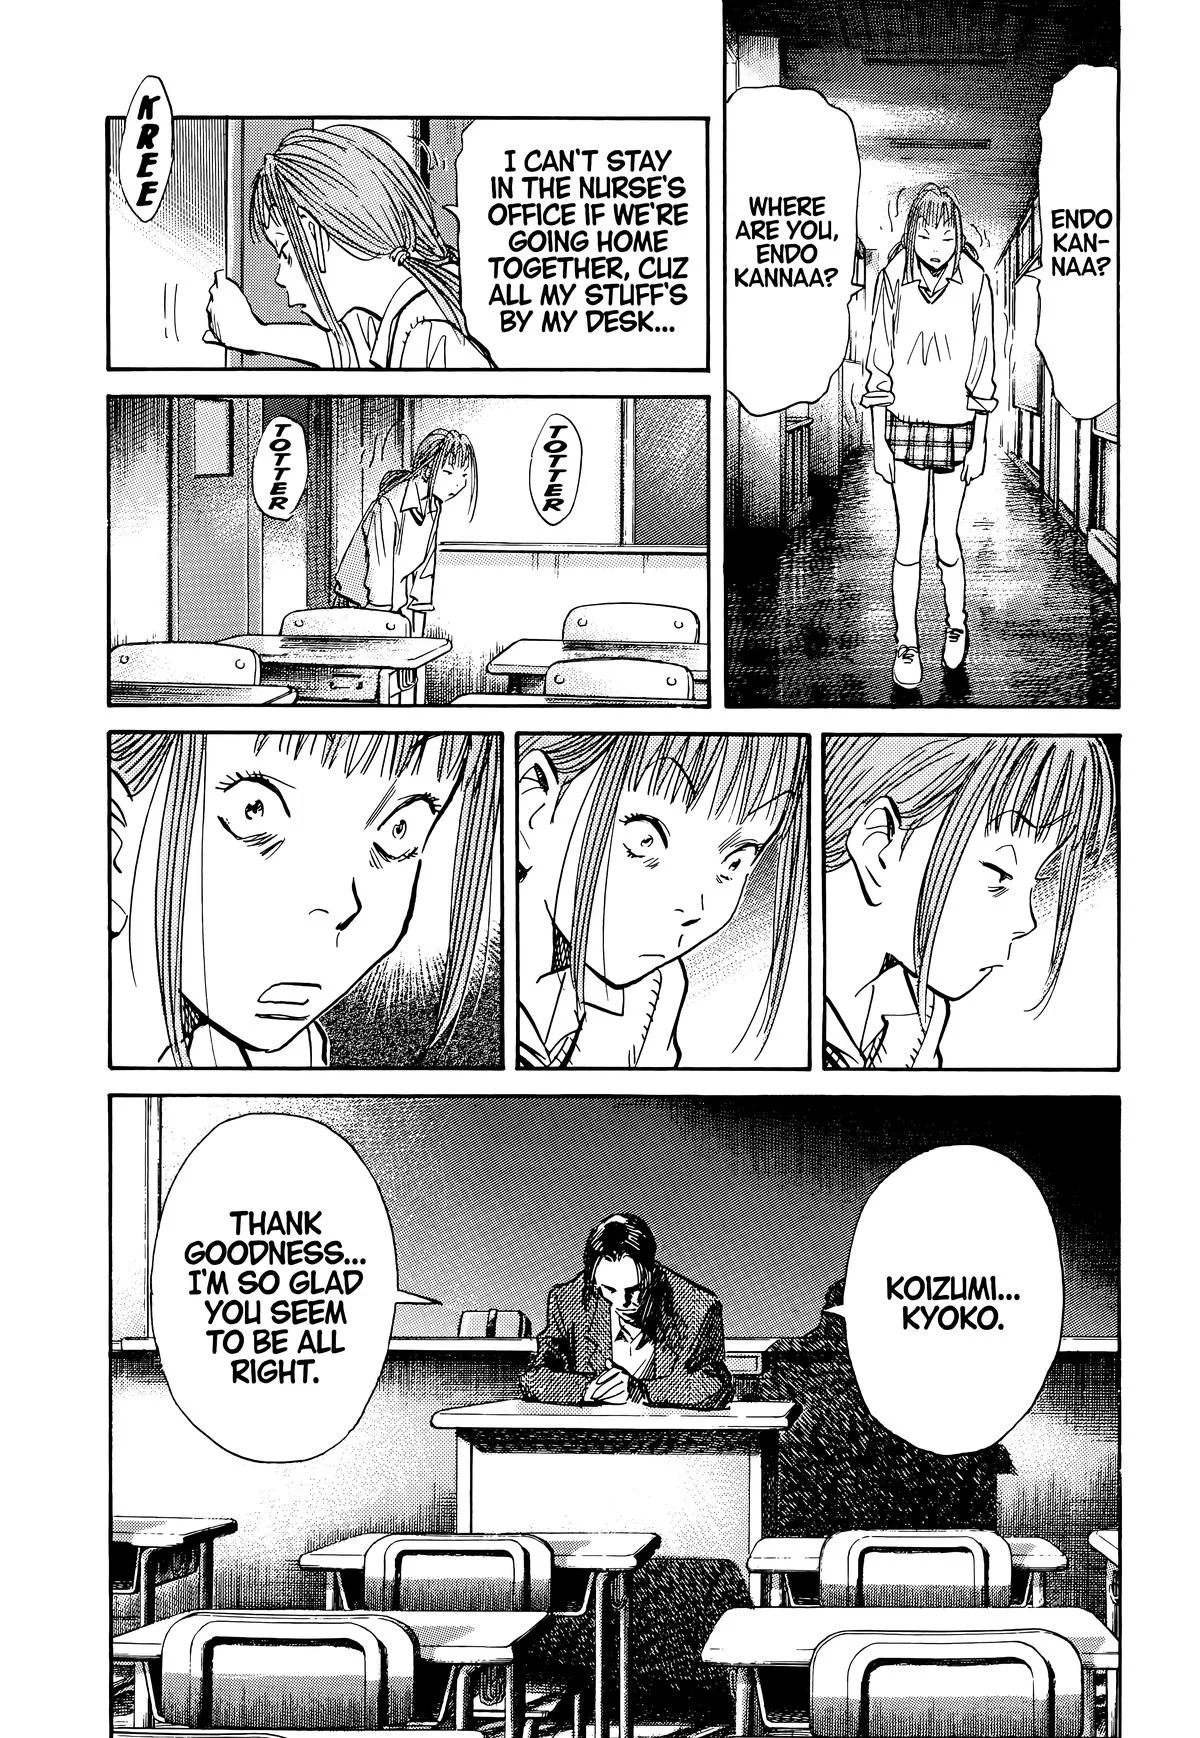 ENDO
KAN-
NAA?
WHERE
ARE YOU,
ENDO
KANNAA?
I CAN'T STAY
IN THE NURSE'S
OFFICE IF WE'RE
GOING HOME
TOGETHER, CUZ
ALL MY STUFF'S
BY MY DESK...
KREE
TOTTER
TOTTER
KOIZUMI...
KYOKO.
THANK
GOODNESS...
I'M SO GLAD
YOU SEEM
TO BE ALL
RIGHT.